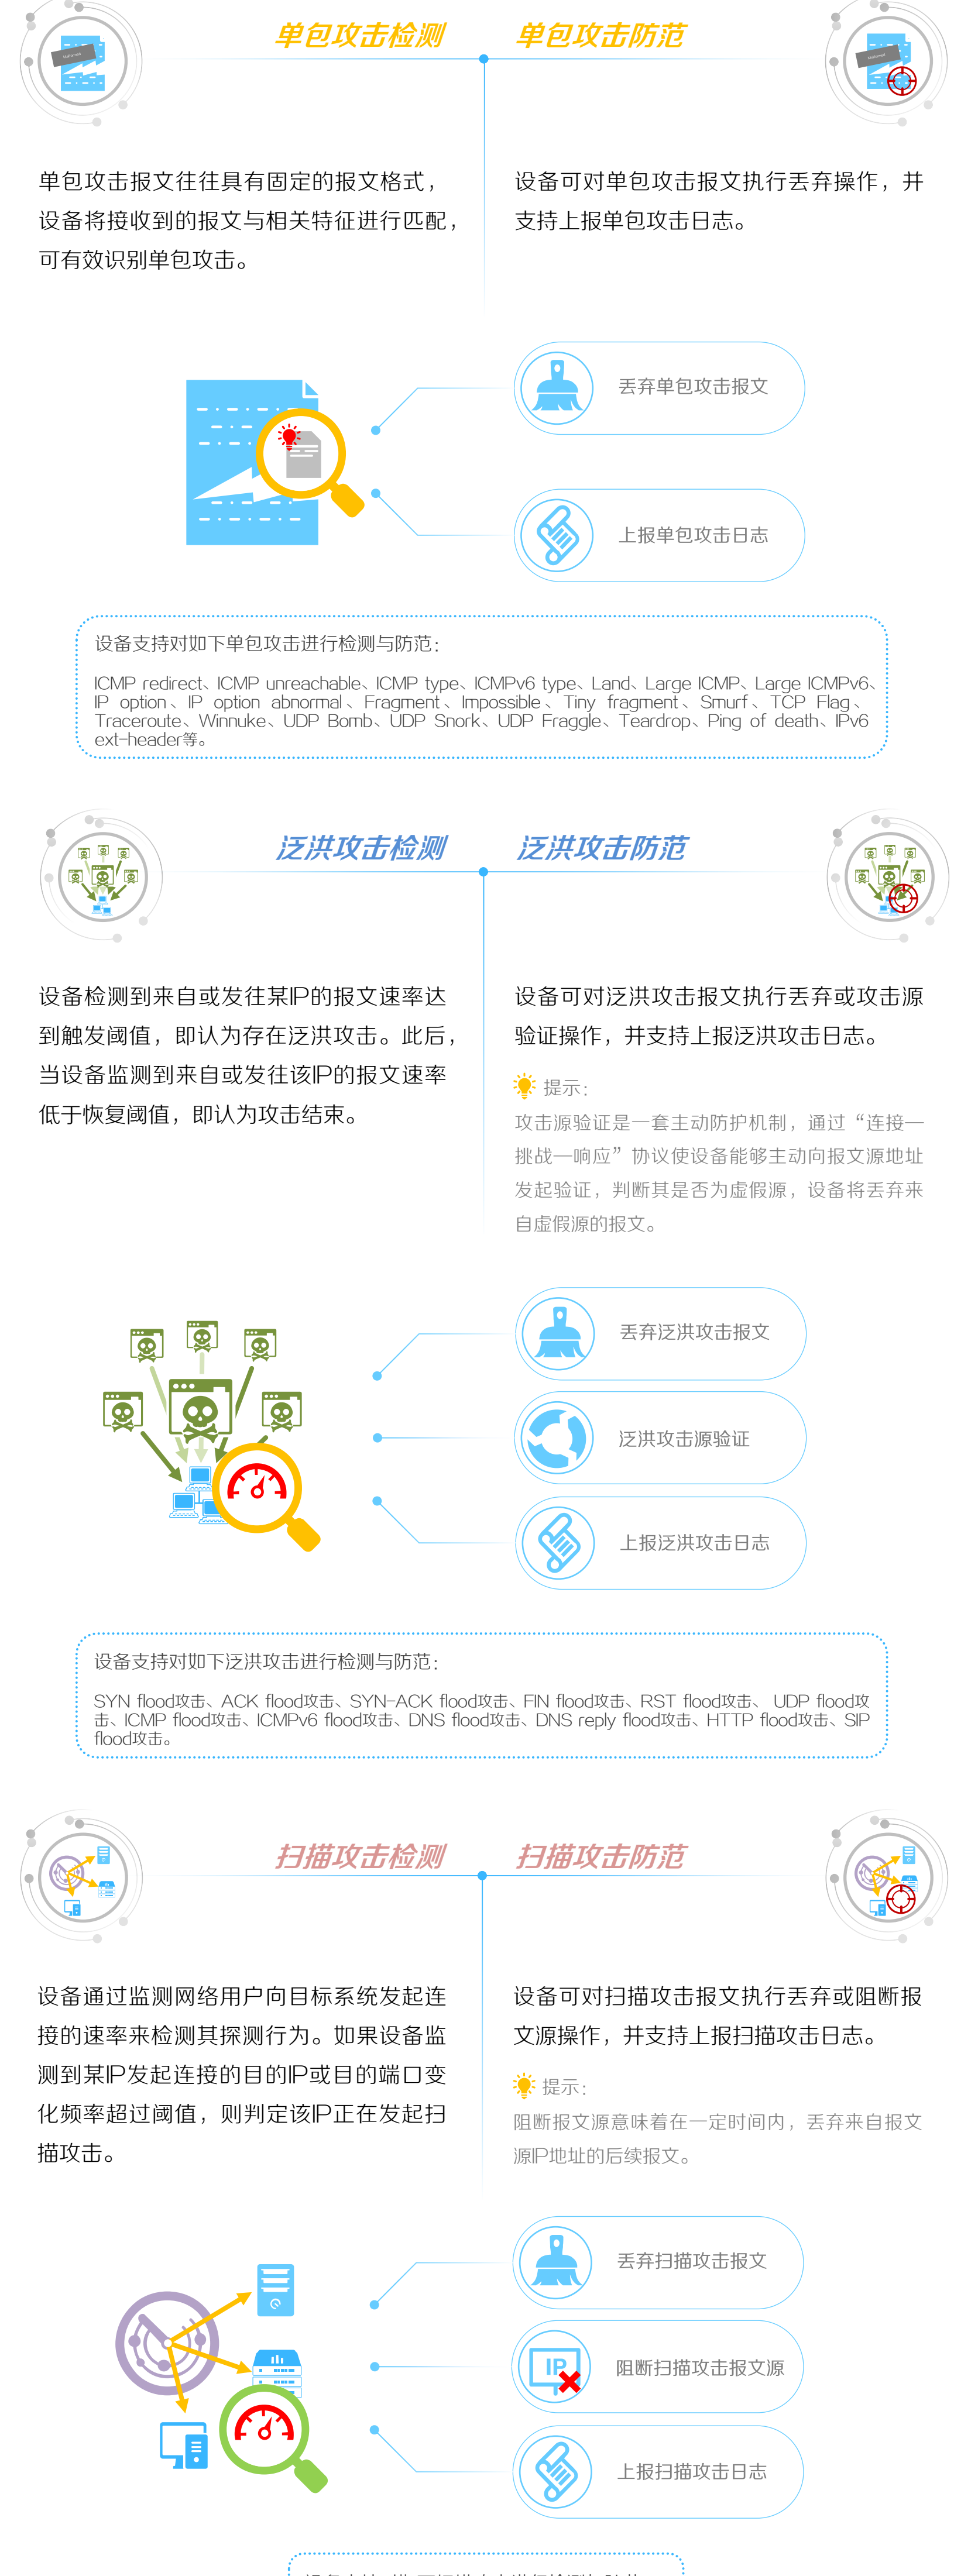 单包攻击检测
单包攻击防范
单包攻击报文往往具有固定的报文格式，
设备将接收到的报文与相关特征进行匹配，
可有效识别单包攻击。
设备可对单包攻击报文执行丢弃操作，并
支持上报单包攻击日志。
丢弃单包攻击报文
上报单包攻击日志
设备支持对如下单包攻击进行检测与防范：
ICMP redirect、ICMP unreachable、ICMP type、ICMPv6 type、Land、Large ICMP、Large ICMPv6、
IP option、IP option abnormal、Fragment、Impossible、Tiny fragment、Smurf、TCP Flag、
Traceroute、Winnuke、UDP Bomb、UDP Snork、UDP Fraggle、Teardrop、Ping of death、IPv6
ext-header等。
泛洪攻击检测
泛洪攻击防范
设备检测到来自或发往某IP的报文速率达
到触发阈值，即认为存在泛洪攻击。此后，
当设备监测到来自或发往该IP的报文速率
低于恢复阈值，即认为攻击结束。
设备可对泛洪攻击报文执行丢弃或攻击源
验证操作，并支持上报泛洪攻击日志。
提示：
攻击源验证是一套主动防护机制，通过“连接—
挑战—响应”协议使设备能够主动向报文源地址
发起验证，判断其是否为虚假源，设备将丢弃来
自虚假源的报文。
丢弃泛洪攻击报文
泛洪攻击源验证
上报泛洪攻击日志
设备支持对如下泛洪攻击进行检测与防范：
SYN flood攻击、ACK flood攻击、SYN-ACK flood攻击、FIN flood攻击、RST flood攻击、 UDP flood攻
击、ICMP flood攻击、ICMPv6 flood攻击、DNS flood攻击、DNS reply flood攻击、HTTP flood攻击、SIP
flood攻击。
扫描攻击检测
扫描攻击防范
设备通过监测网络用户向目标系统发起连
接的速率来检测其探测行为。如果设备监
测到某IP发起连接的目的IP或目的端口变
化频率超过阈值，则判定该IP正在发起扫
描攻击。
设备可对扫描攻击报文执行丢弃或阻断报
文源操作，并支持上报扫描攻击日志。
提示：
阻断报文源意味着在一定时间内，丢弃来自报文
源IP地址的后续报文。
丢弃扫描攻击报文
IP
阻断扫描攻击报文源
上报扫描攻击日志